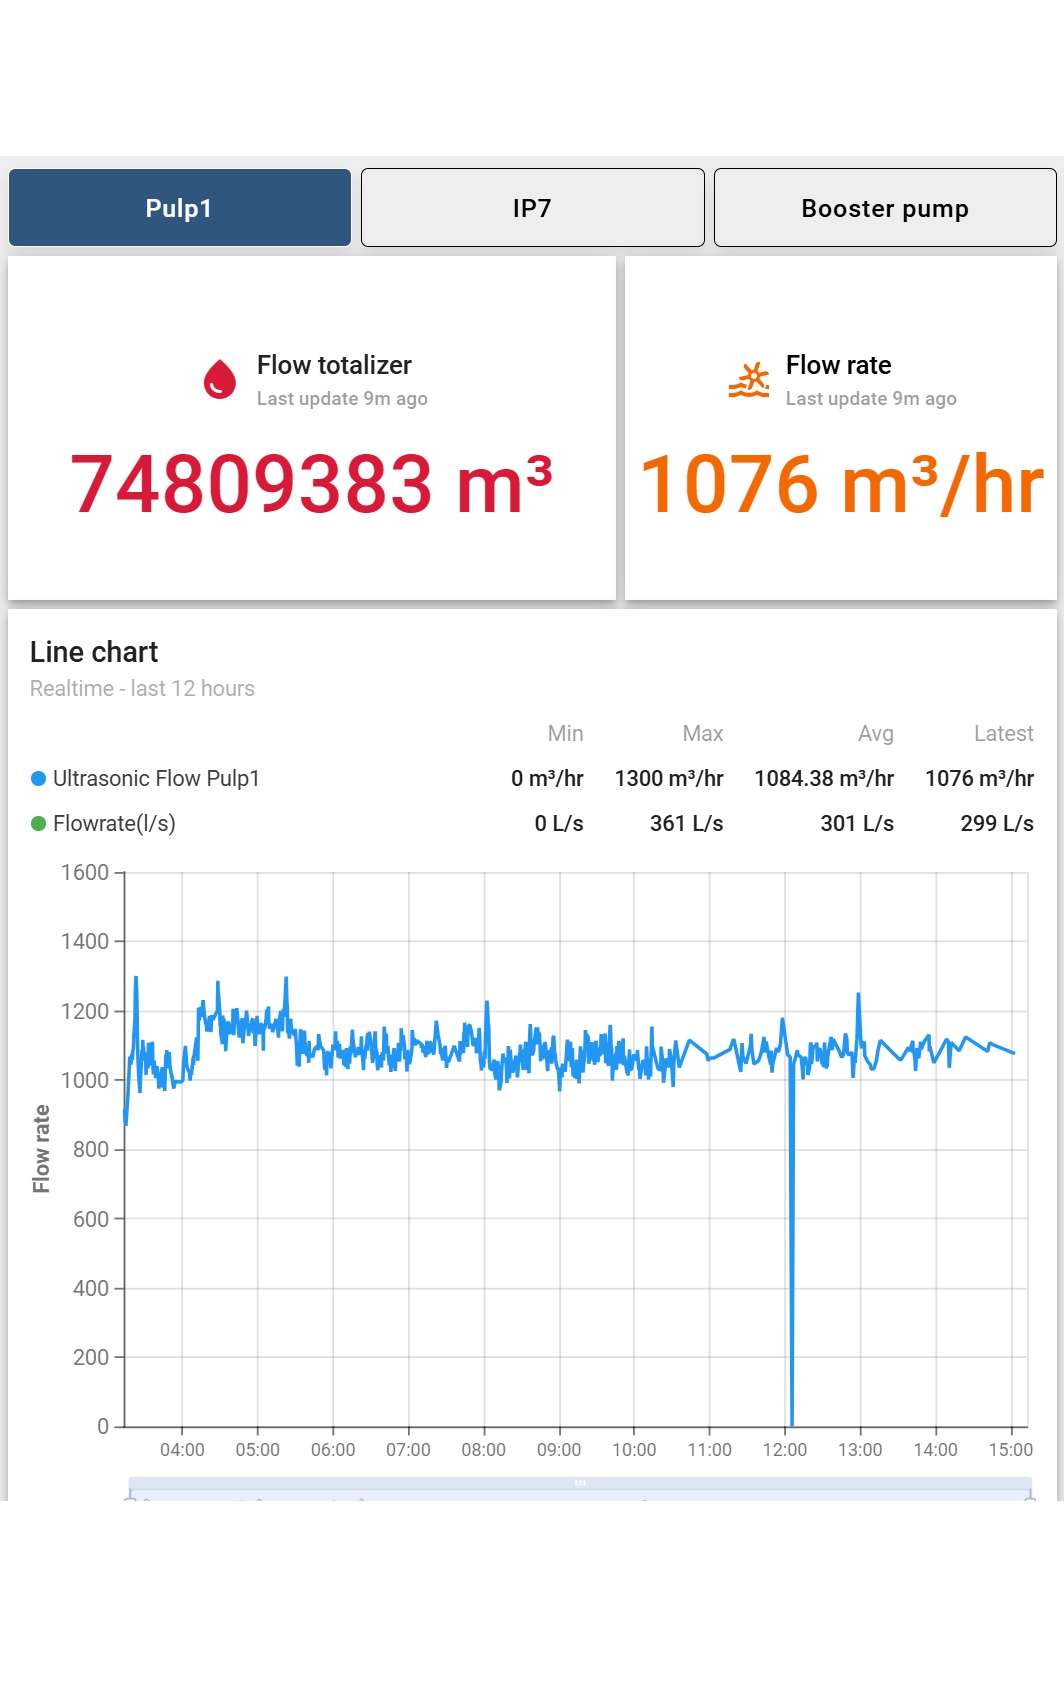 Pulp1 IP7 Booster pump
Flow totalizer
Last update 9m ago
74809383 m³
Flow rate
Last update 9m ago
1076 m³/hr
Line chart
Realtime - last 12 hours
Min Max Avg Latest
Ultrasonic Flow Pulp1 0 m³/hr 1300 m³/hr 1084.38 m³/hr 1076 m³/hr
Flowrate(l/s) 0 L/s 361 L/s 301 L/s 299 L/s
1600
1400
1200
1000
800
600
400
200
0
Flow rate
04:00 05:00 06:00 07:00 08:00 09:00 10:00 11:00 12:00 13:00 14:00 15:00